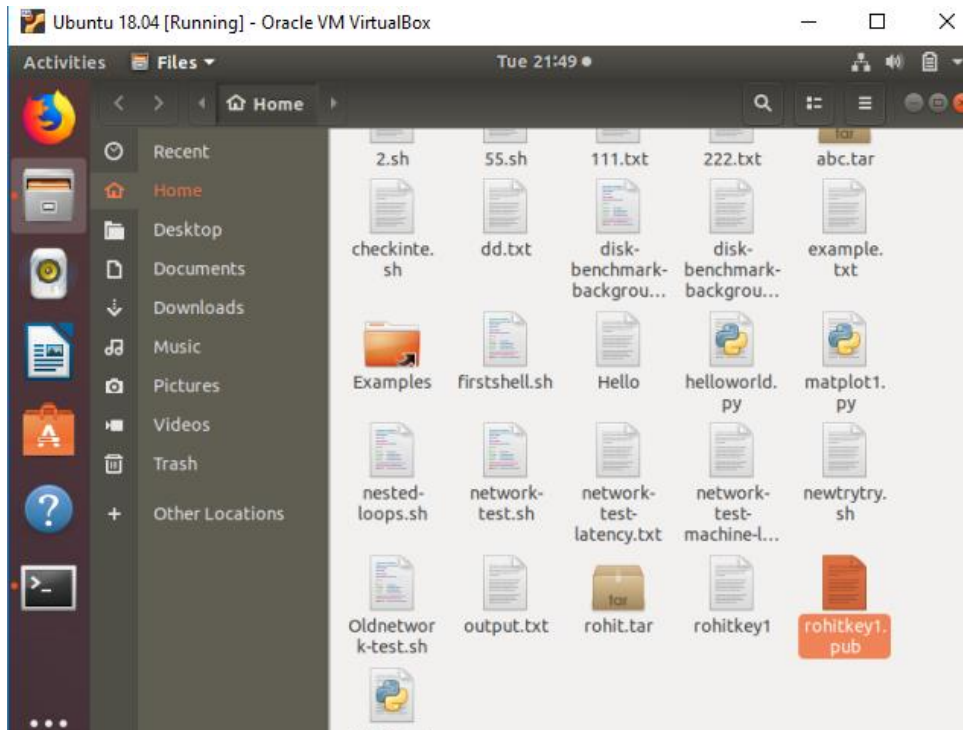 Ubuntu 18.04 [Running] - Oracle VM VirtualBox
Activities Files Tue 21:49
Home
Recent
Home
Desktop
Documents
Downloads
Music
Pictures
Videos
Trash
Other Locations
tar
2.sh 55.sh 111.txt 222.txt abc.tar
checkinte. dd.txt disk- disk- example.
sh benchmark- benchmark- txt
backgrou... backgrou...
Examples firstshell.sh Hello helloworld. matplot1.
py py
nested- network- network- network- newtrytry.
loops.sh test.sh test- test- sh
latency.txt machine-l...
tar
Oldnetwor output.txt rohit.tar rohitkey1 rohitkey1.
k-test.sh pub